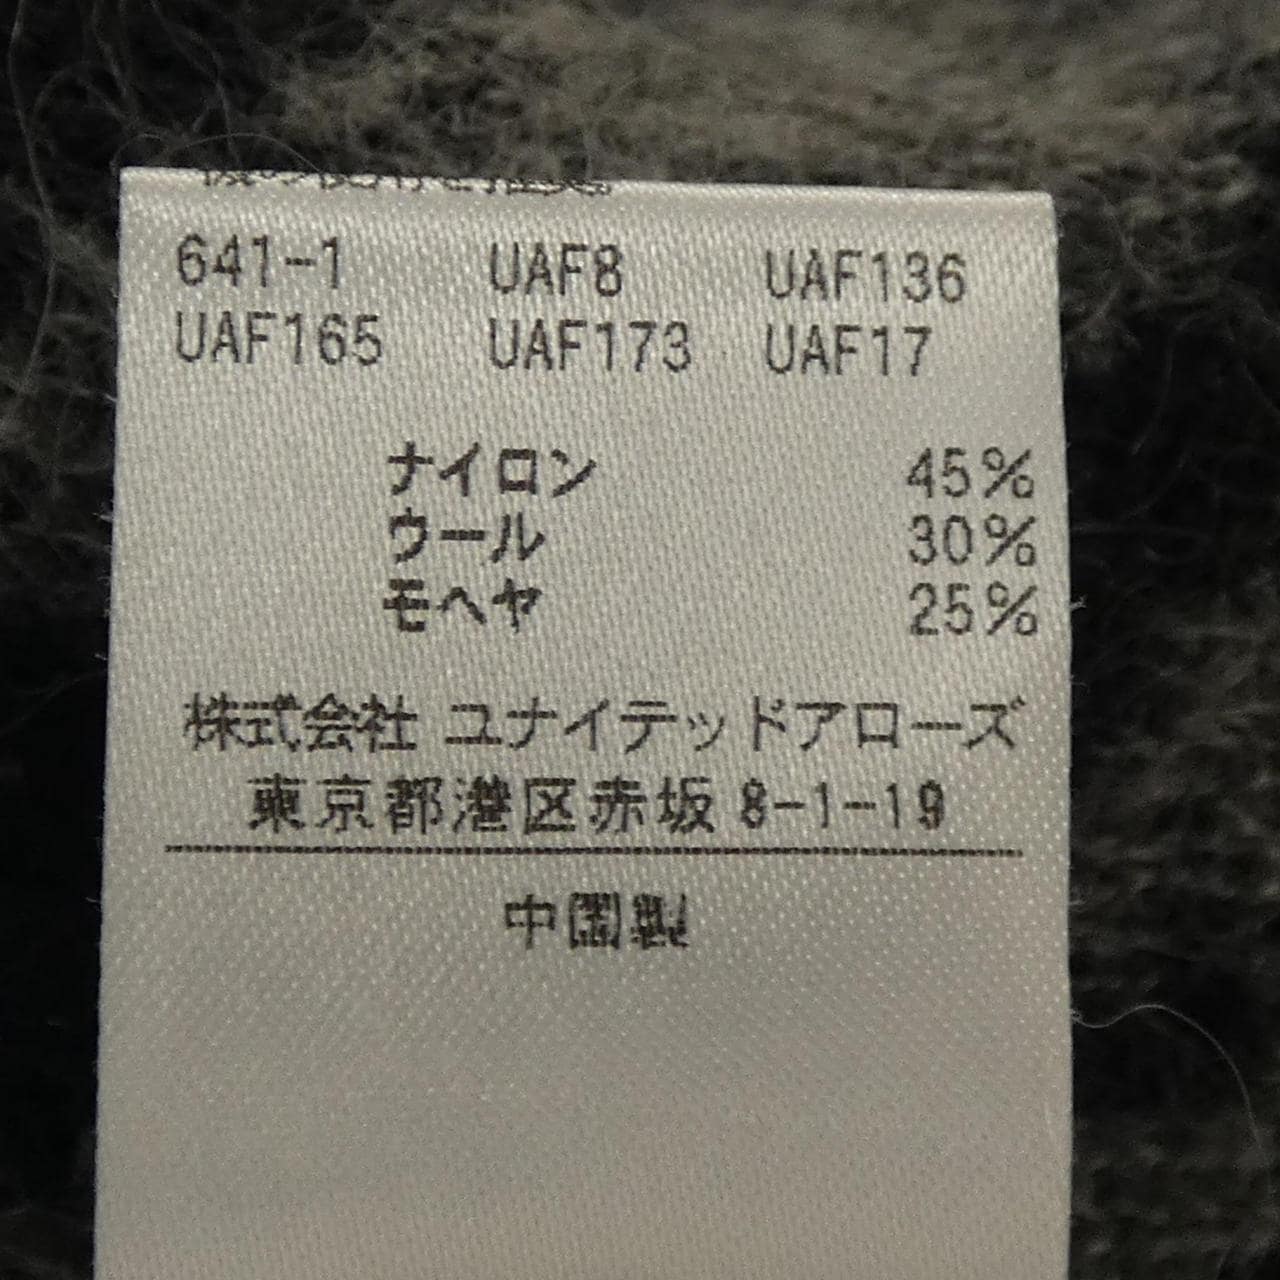 641-1 UAF8 UAF136
UAF165 UAF173 UAF17
ナイロン 45%
ウール 30%
モヘヤ 25%
株式会社 ユナイテッドアローズ
東京都港区赤坂 8-1-19
中国製